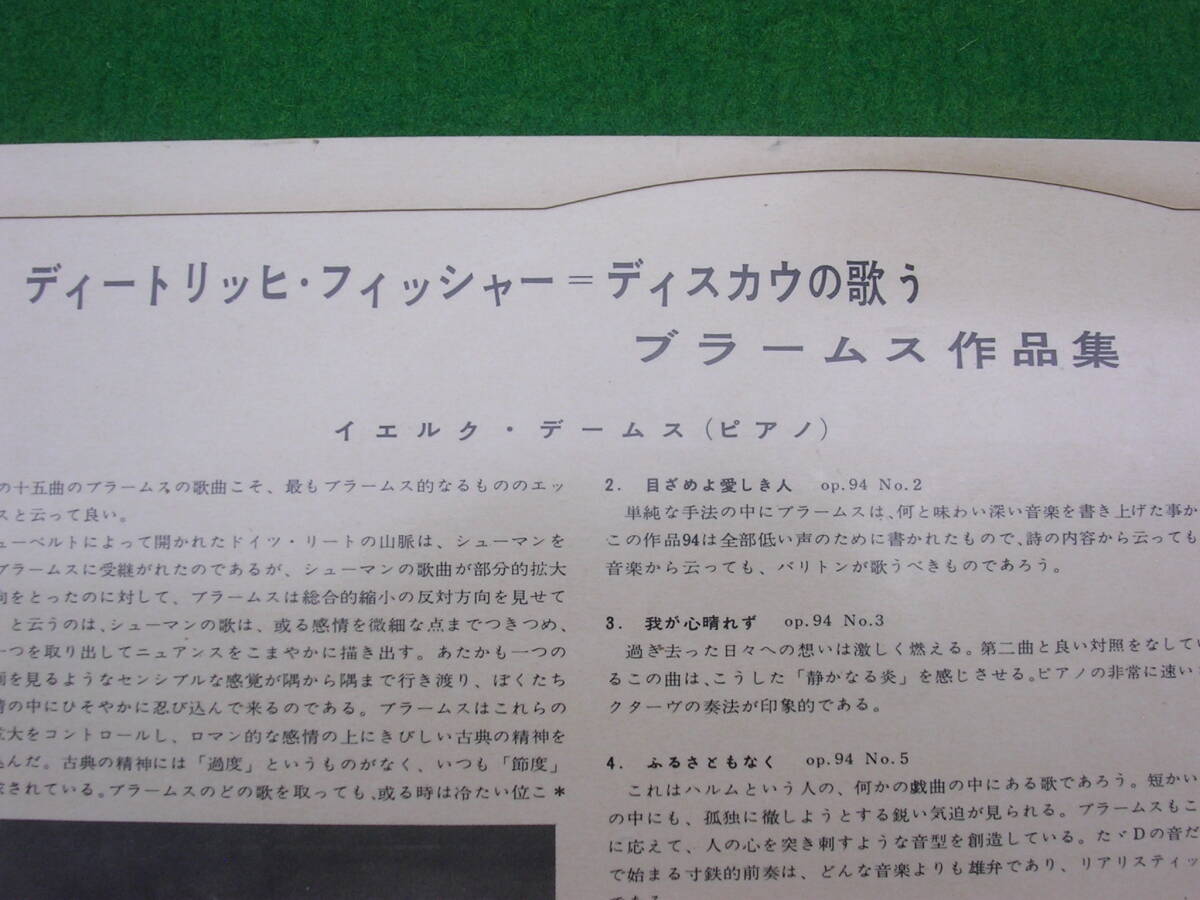 ディートリッヒ・フィッシャー＝ディスカウの歌う
ブラームス作品集
イエルク・デームス（ピアノ）
の十五曲のブラームスの歌曲こそ、最もブラームス的なるもののエッ
スと云って良い。
ューベルトによって開かれたドイツ・リートの山脈は、シューマンを
ブラームスに受継がれたのであるが、シューマンの歌曲が部分的拡大
向をとったのに対して、ブラームスは総合的縮小の反対方向を見せて
と云うのは、シューマンの歌は、或る感情を微細な点までつきつめ、
一つを取り出してニュアンスをこまやかに描き出す。あたかも一つの
画を見るようなセンシブルな感覚が隅から隅まで行き渡り、ぼくたち
情の中にひそやかに忍び込んで来るのである。ブラームスはこれらの
拡大をコントロールし、ロマン的な感情の上にきびしい古典の精神を
込んだ。古典の精神には「過度」というものがなく、いつも「節度」
されている。ブラームスのどの歌を取っても、或る時は冷たい位こ＊
2. 目ざめよ愛しき人 op.94 No.2
単純な手法の中にブラームスは、何と味わい深い音楽を書き上げた事か
この作品94は全部低い声のために書かれたもので、詩の内容から云っても
音楽から云っても、バリトンが歌うべきものであろう。
3. 我が心晴れず op.94 No.3
過ぎ去った日々への想いは激しく燃える。第二曲と良い対照をなしてい
るこの曲は、こうした「静かなる炎」を感じさせる。ピアノの非常に速い
クターヴの奏法が印象的である。
4. ふるさともなく op.94 No.5
これはハルムという人の、何かの戯曲の中にある歌であろう。短かい
の中にも、孤独に徹しようとする鋭い気迫が見られる。ブラームスもこ
に応えて、人の心を突き刺すような音型を創造している。たゞDの音だ
で始まる寸鉄的前奏は、どんな音楽よりも雄弁であり、リアリスティッ